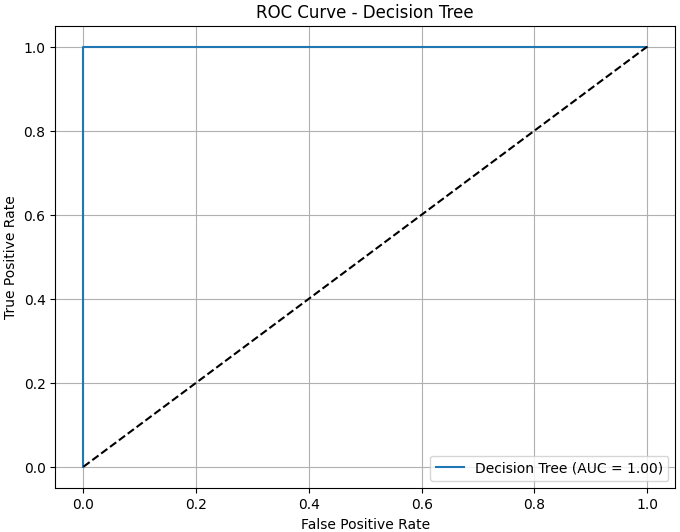 ROC Curve - Decision Tree
True Positive Rate
1.0
0.8
0.6
0.4
0.2
0.0
Decision Tree (AUC = 1.00)
0.0 0.2 0.4 0.6 0.8 1.0
False Positive Rate